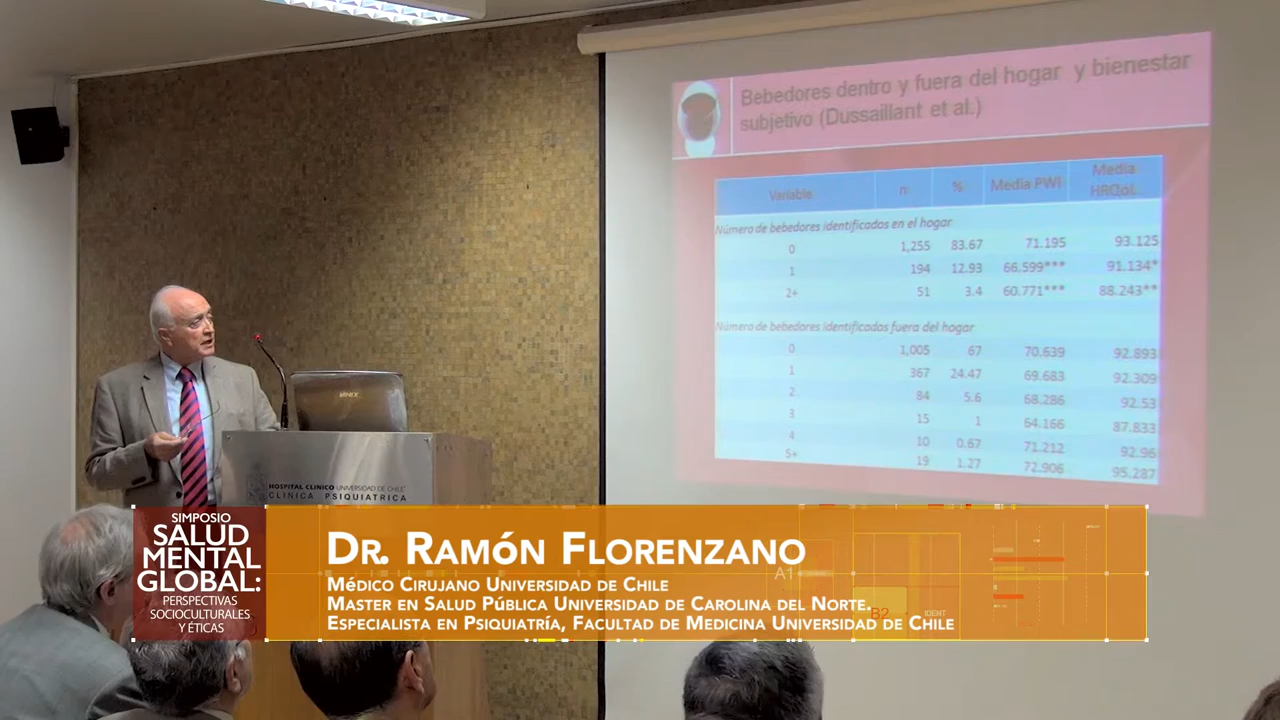 Bebedores dentro y fuera del hogar y bienestar
subjetivo (Dussaillant et al.)
Variable n % Media PWI Media
HRQoL
Número de bebedores identificados en el hogar
0 1,255 83.67 71.195 93.125
1 194 12.93 66.599*** 91.134*
2+ 51 3.4 60.771*** 88.243**
Número de bebedores identificados fuera del hogar
0 1,005 67 70.639 92.893
1 367 24.47 69.683 92.309
2 84 5.6 68.286 92.53
3 15 1 64.166 87.833
4 10 0.67 71.212 92.96
5+ 19 1.27 72.906 95.287
HOSPITAL CLINICO UNIVERSIDAD DE CHILE
CLINICA PSIQUIATRICA
SIMPOSIO
SALUD
MENTAL
GLOBAL:
PERSPECTIVAS
SOCIOCULTURALES
Y ÉTICAS
DR. RAMÓN FLORENZANO
MÉDICO CIRUJANO UNIVERSIDAD DE CHILE
MASTER EN SALUD PÚBLICA UNIVERSIDAD DE CAROLINA DEL NORTE.
ESPECIALISTA EN PSIQUIATRÍA, FACULTAD DE MEDICINA UNIVERSIDAD DE CHILE
A1
B2
IDENT